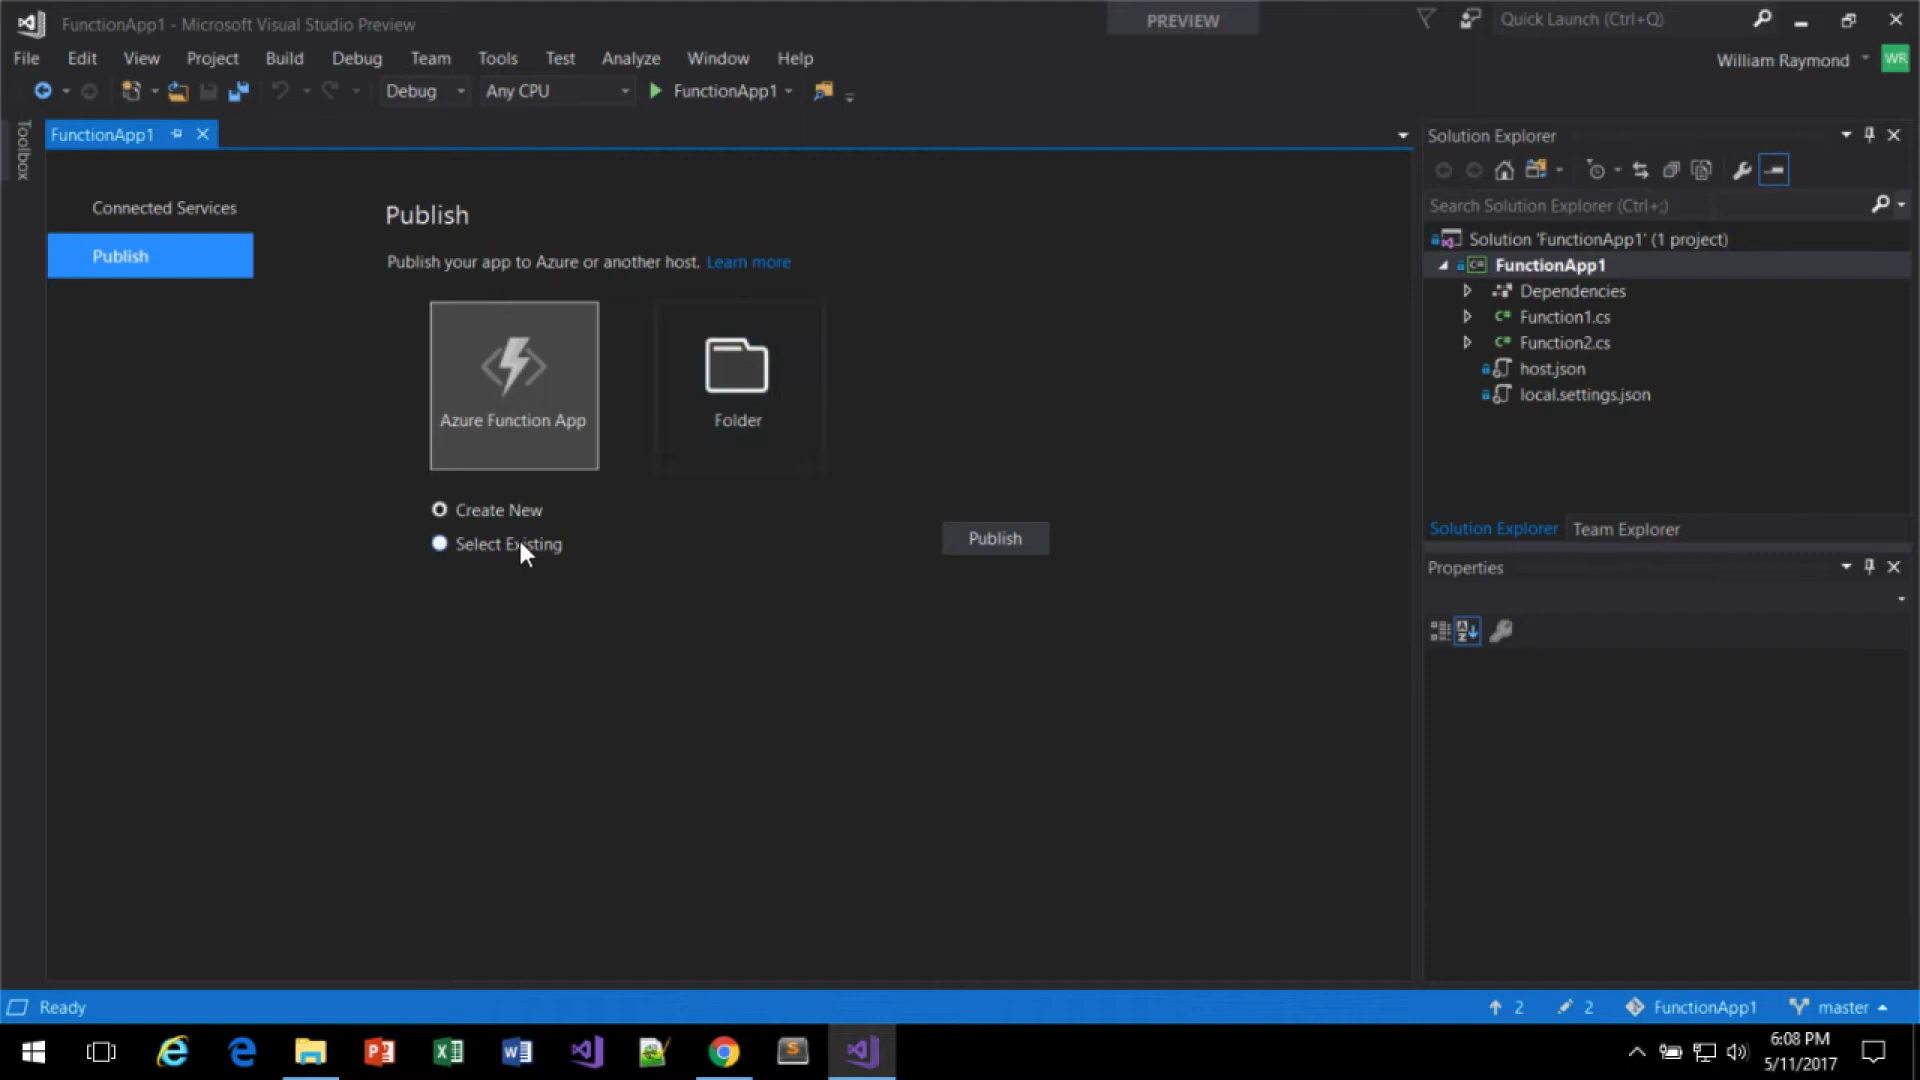 FunctionApp1 - Microsoft Visual Studio Preview
PREVIEW
Quick Launch (Ctrl+Q)
File Edit View Project Build Debug Team Tools Test Analyze Window Help
William Raymond
WR
Debug
Any CPU
FunctionApp1
Toolbox
FunctionApp1
Connected Services
Publish
Publish
Publish your app to Azure or another host. Learn more
Azure Function App
Folder
Create New
Select Existing
Publish
Solution Explorer
Search Solution Explorer (Ctrl+;)
Solution 'FunctionApp1' (1 project)
FunctionApp1
Dependencies
C# Function1.cs
C# Function2.cs
host.json
local.settings.json
Solution Explorer Team Explorer
Properties
Ready
2
2
FunctionApp1
master
6:08 PM
5/11/2017